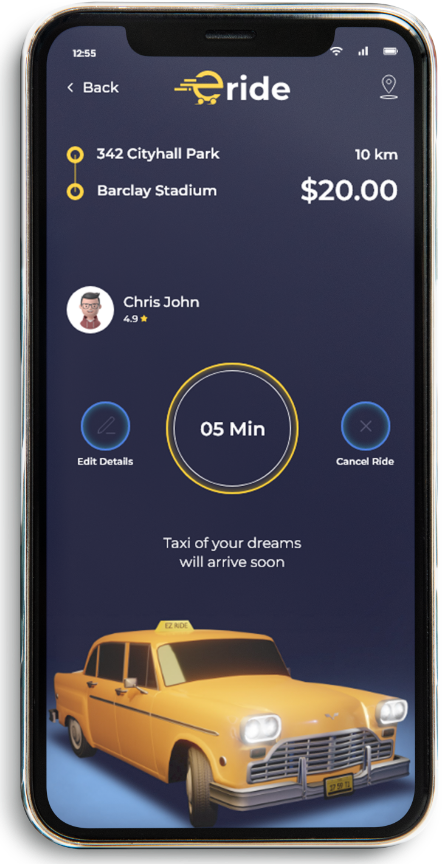 12:55
Back
eride
342 Cityhall Park
10 km
Barclay Stadium
$20.00
Chris John
4.9
05 Min
Edit Details
Cancel Ride
Taxi of your dreams
will arrive soon
EZ RIDE